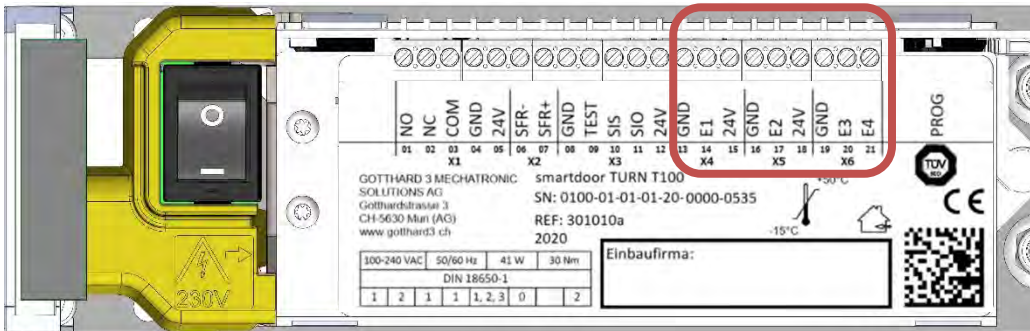 NO NC COM GND 24V SFR- SFR+ GND TEST SIS SIO 24V GND E1 24V GND E2 24V GND E3 E4 PROG
01 02 03 04 05 06 07 08 09 10 11 12 13 14 15 16 17 18 19 20 21
X1 X2 X3 X4 X5 X6
GOTTHARD 3 MECHATRONIC
SOLUTIONS AG
Gotthardstrasse 3
CH-5630 Muri (AG)
www.gotthard3.ch
smartdoor TURN T100
SN: 0100-01-01-01-20-0000-0535
REF: 301010a
2020
+50°C
-15°C
TÜV
CE
100-240 VAC 50/60 Hz 41 W 30 Nm
DIN 18650-1
1 2 1 1 1, 2, 3 0 2
Einbaufirma:
230V